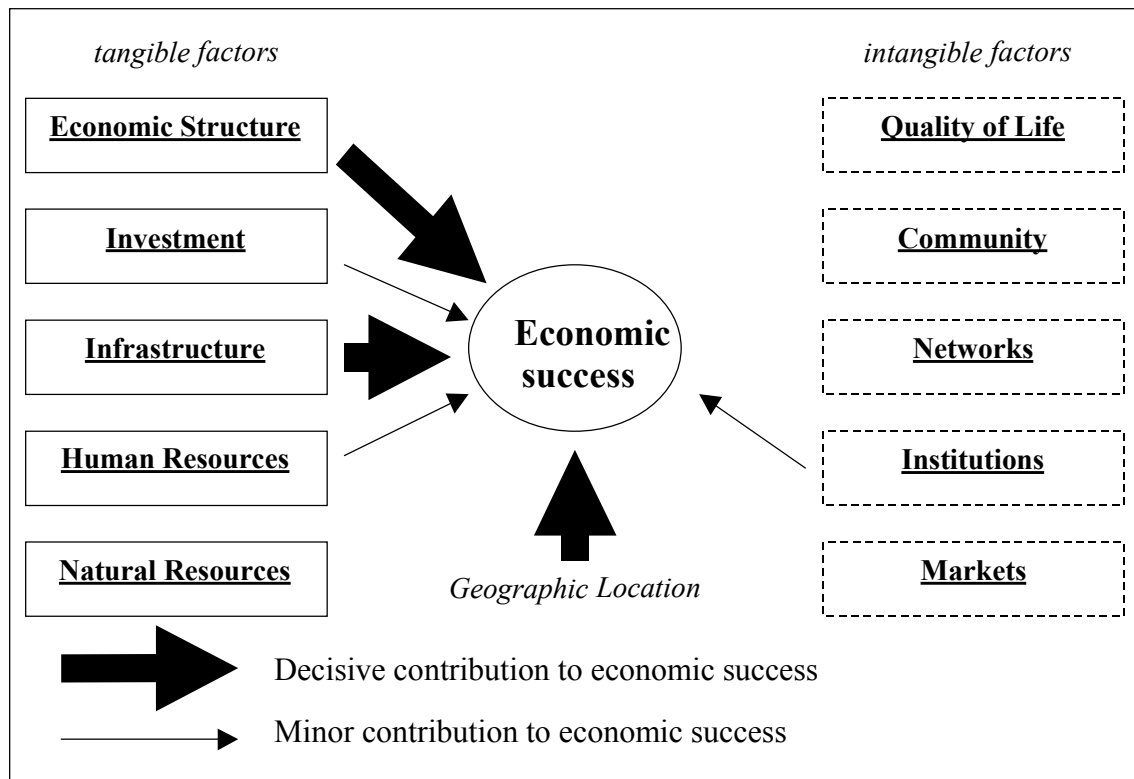 tangible factors
intangible factors
Economic Structure
Quality of Life
Investment
Community
Infrastructure
Networks
Economic
success
Human Resources
Institutions
Natural Resources
Markets
Geographic Location
Decisive contribution to economic success
Minor contribution to economic success